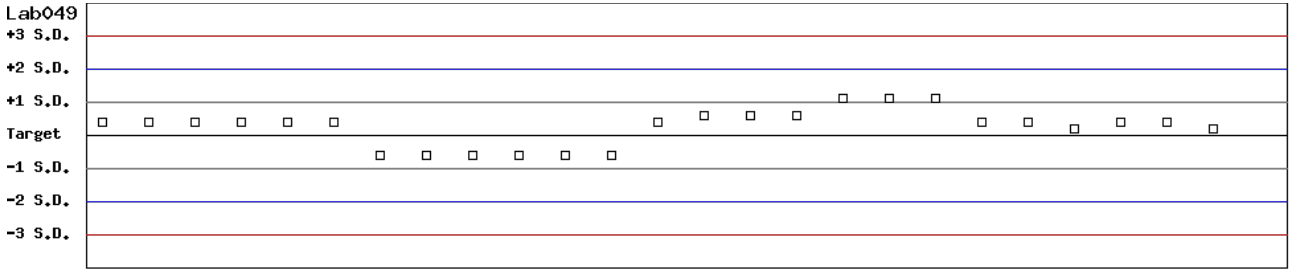 Lab049
+3 S.D.
+2 S.D.
+1 S.D.
Target
-1 S.D.
-2 S.D.
-3 S.D.